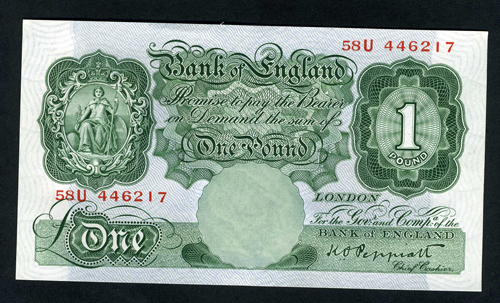 58U 446217
Bank of England
Promise to pay the Bearer
on Demand the sum of
One Pound
1
POUND
58U 446217
LONDON
For the Gov.r and Comp.a of the
BANK OF ENGLAND
£One
K O Peppiatt
Chief Cashier.